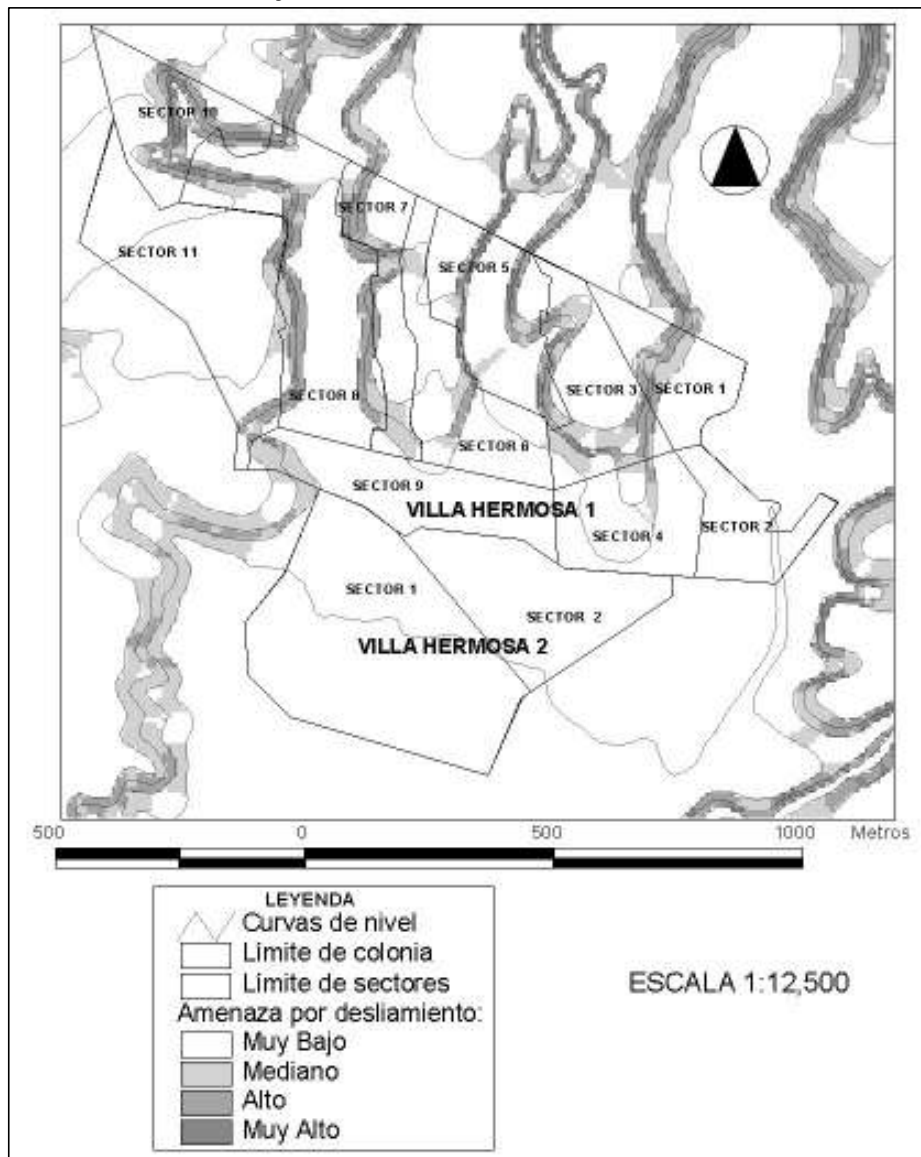 SECTOR 10
SECTOR 7
SECTOR 11
SECTOR 5
SECTOR 8
SECTOR 3
SECTOR 1
SECTOR 6
SECTOR 9
VILLA HERMOSA 1
SECTOR 4
SECTOR 2
SECTOR 1
SECTOR 2
VILLA HERMOSA 2
500 0 500 1000 Metros
LEYENDA
Curvas de nivel
Limite de colonia
Limite de sectores
Amenaza por desliamiento:
Muy Bajo
Mediano
Alto
Muy Alto
ESCALA 1:12,500